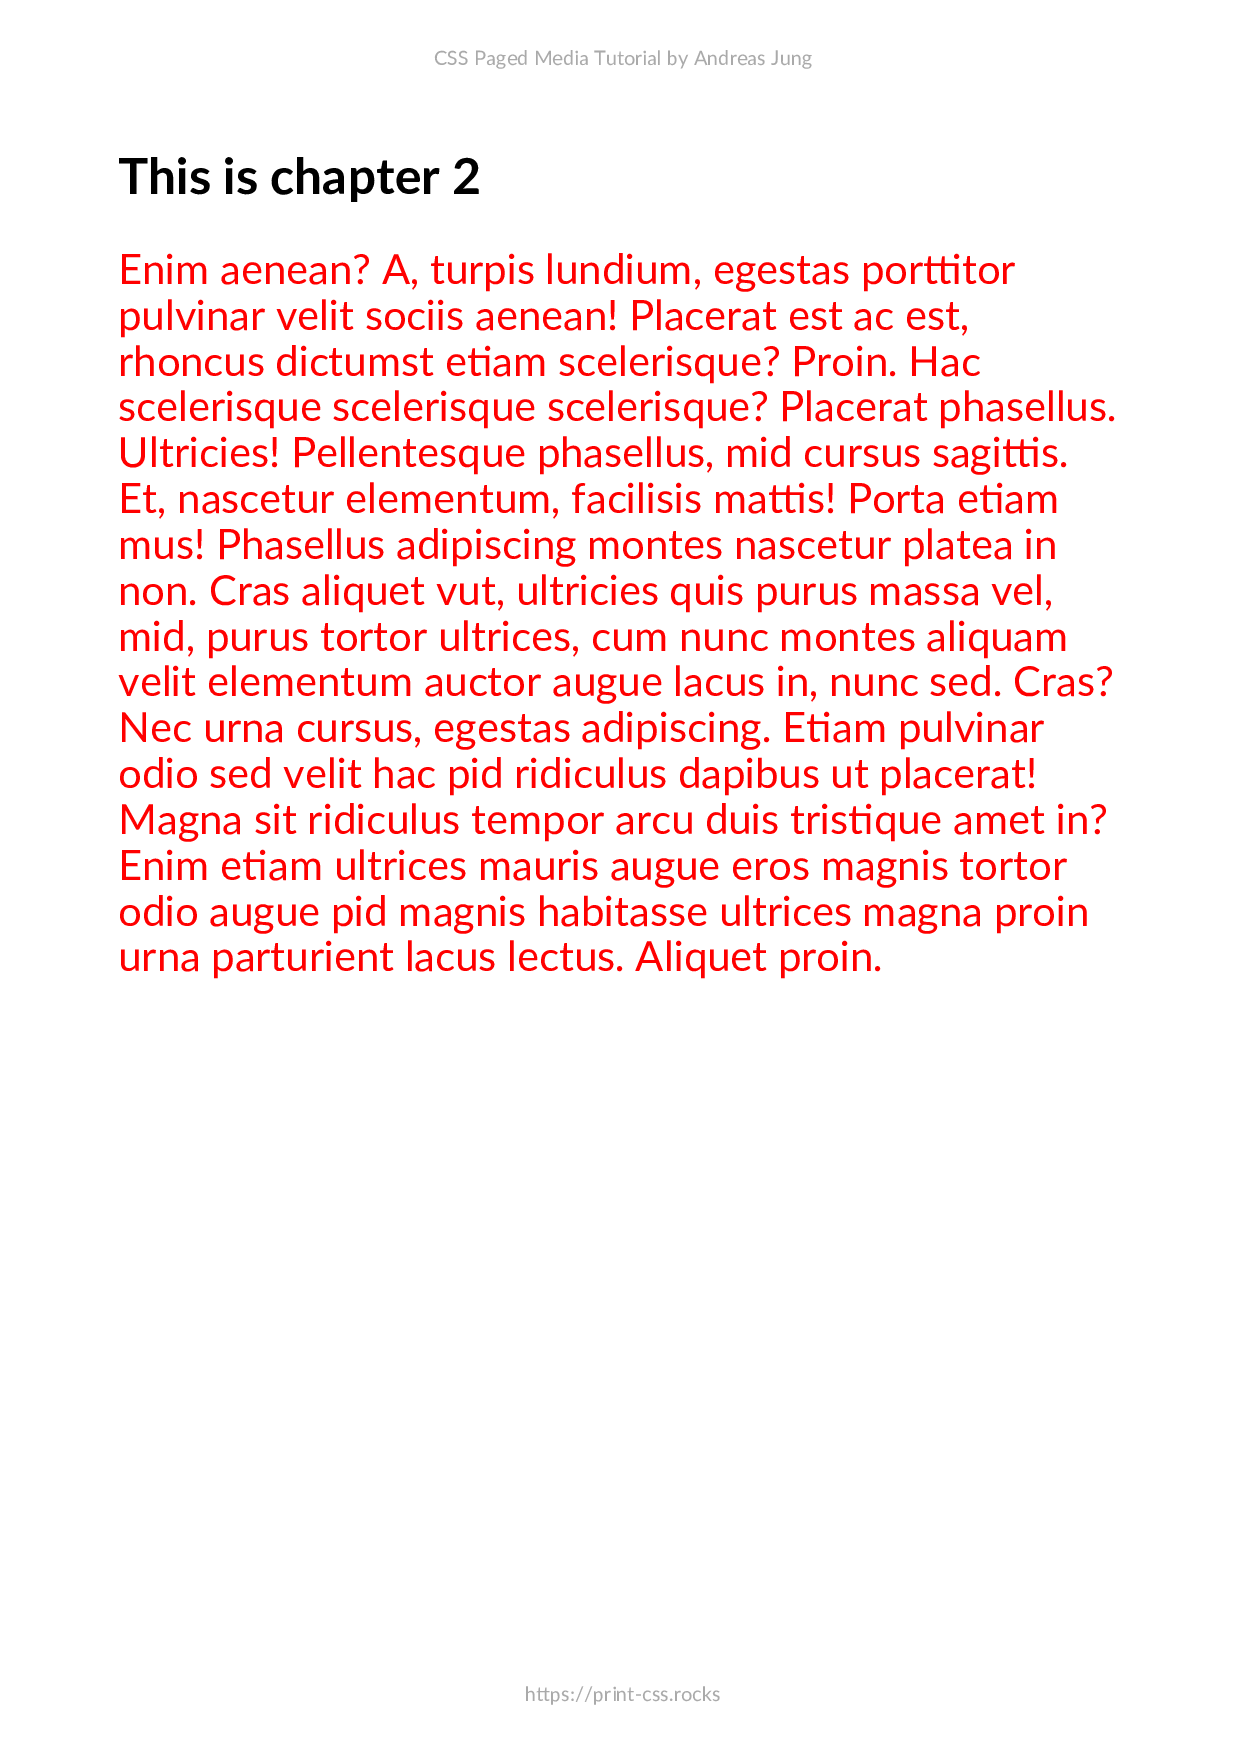 CSS Paged Media Tutorial by Andreas Jung
This is chapter 2
Enim aenean? A, turpis lundium, egestas porttitor
pulvinar velit sociis aenean! Placerat est ac est,
rhoncus dictumst etiam scelerisque? Proin. Hac
scelerisque scelerisque scelerisque? Placerat phasellus.
Ultricies! Pellentesque phasellus, mid cursus sagittis.
Et, nascetur elementum, facilisis mattis! Porta etiam
mus! Phasellus adipiscing montes nascetur platea in
non. Cras aliquet vut, ultricies quis purus massa vel,
mid, purus tortor ultrices, cum nunc montes aliquam
velit elementum auctor augue lacus in, nunc sed. Cras?
Nec urna cursus, egestas adipiscing. Etiam pulvinar
odio sed velit hac pid ridiculus dapibus ut placerat!
Magna sit ridiculus tempor arcu duis tristique amet in?
Enim etiam ultrices mauris augue eros magnis tortor
odio augue pid magnis habitasse ultrices magna proin
urna parturient lacus lectus. Aliquet proin.
https://print-css.rocks